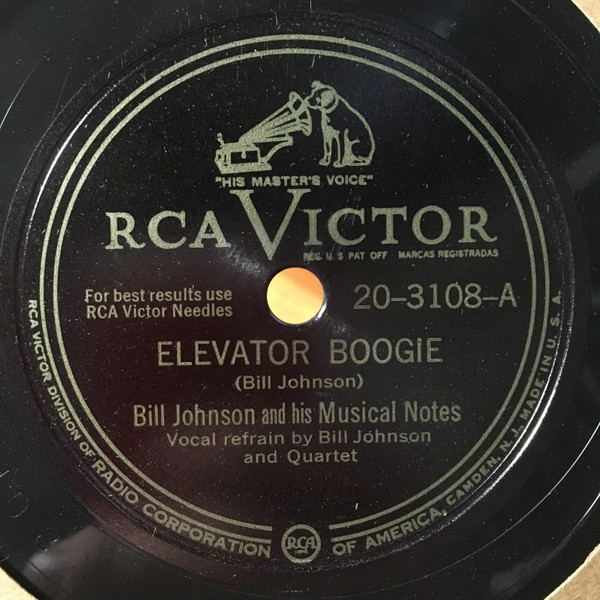 "HIS MASTER'S VOICE"
RCA VICTOR
REG. U. S. PAT. OFF. MARCAS REGISTRADAS
For best results use
RCA Victor Needles
20-3108-A
ELEVATOR BOOGIE
(Bill Johnson)
Bill Johnson and his Musical Notes
Vocal refrain by Bill Johnson
and Quartet
RCA VICTOR DIVISION OF RADIO CORPORATION OF AMERICA, CAMDEN, N. J. MADE IN U. S. A.
RCA